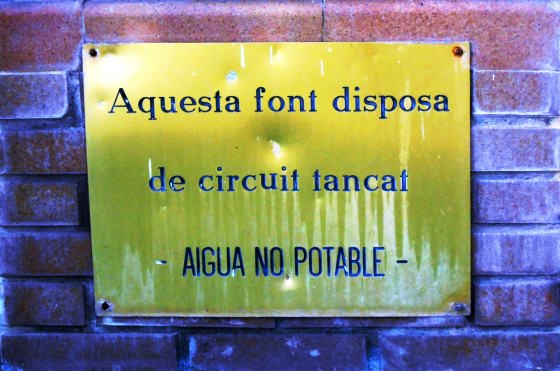 Aquesta font disposa
de circuit tancat
- AIGUA NO POTABLE -